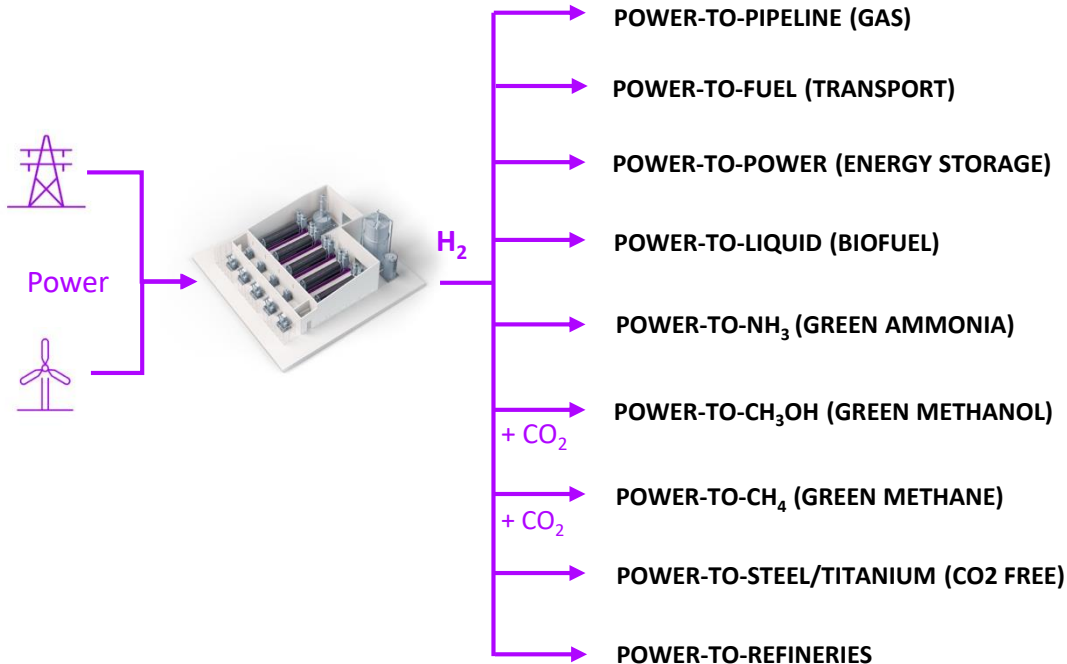 POWER-TO-PIPELINE (GAS)
POWER-TO-FUEL (TRANSPORT)
POWER-TO-POWER (ENERGY STORAGE)
Power
H₂
POWER-TO-LIQUID (BIOFUEL)
POWER-TO-NH₃ (GREEN AMMONIA)
POWER-TO-CH₃OH (GREEN METHANOL)
+ CO₂
POWER-TO-CH₄ (GREEN METHANE)
+ CO₂
POWER-TO-STEEL/TITANIUM (CO2 FREE)
POWER-TO-REFINERIES